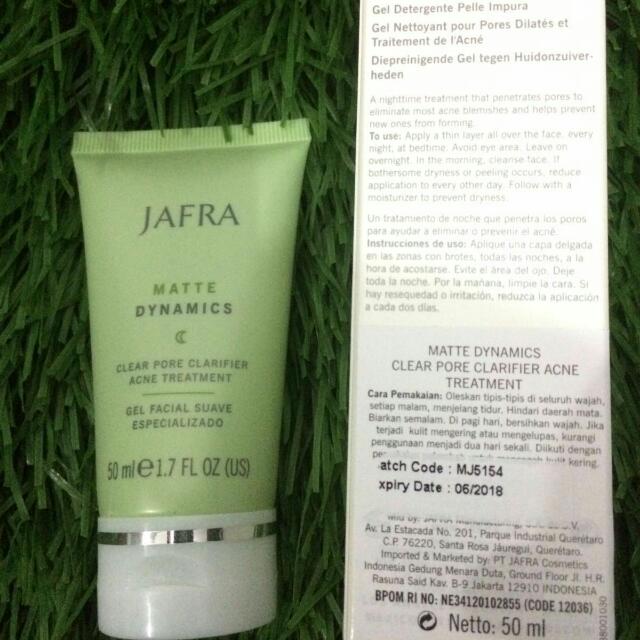 JAFRA
MATTE
DYNAMICS
CLEAR PORE CLARIFIER
ACNE TREATMENT
GEL FACIAL SUAVE
ESPECIALIZADO
50 ml e 1.7 FL OZ (US)
Gel Detergente Pelle Impura
Gel Nettoyant pour Pores Dilatés et
Traitement de l'Acné
Diepreinigende Gel tegen Huidonzuiver-
heden
A nighttime treatment that penetrates pores to
eliminate most acne blemishes and helps prevent
new ones from forming.
To use: Apply a thin layer all over the face, every
night, at bedtime. Avoid eye area. Leave on
overnight. In the morning, cleanse face. If
bothersome dryness or peeling occurs, reduce
application to every other day. Follow with a
moisturizer to prevent dryness.
Un tratamiento de noche que penetra los poros
para ayudar a eliminar o prevenir el acné.
Instrucciones de uso: Aplique una capa delgada
en las zonas con brotes, todas las noches, a la
hora de acostarse. Evite el área del ojo. Deje
toda la noche. Por la mañana, limpie la cara. Si
hay resequedad o irritación, reduzca la aplicación
a cada dos días.
MATTE DYNAMICS
CLEAR PORE CLARIFIER ACNE
TREATMENT
Cara Pemakaian: Oleskan tipis-tipis di seluruh wajah,
setiap malam, menjelang tidur. Hindari daerah mata.
Biarkan semalam. Di pagi hari, bersihkan wajah. Jika
terjadi kulit mengering atau mengelupas, kurangi
penggunaan menjadi dua hari sekali. Diikuti dengan
kulit kering.
atch Code : MJ5154
xpiry Date : 06/2018
by: JAFRA
Av. La Estacada No. 201, Parque Industrial Querétaro
C.P. 76220, Santa Rosa Jáuregui, Querétaro.
Imported & Marketed by: PT JAFRA Cosmetics
Indonesia Gedung Menara Duta, Ground Floor Jl. H.R.
Rasuna Said Kav. B-9 Jakarta 12910 INDONESIA
BPOM RI NO: NE34120102855 (CODE 12036)
Netto: 50 ml